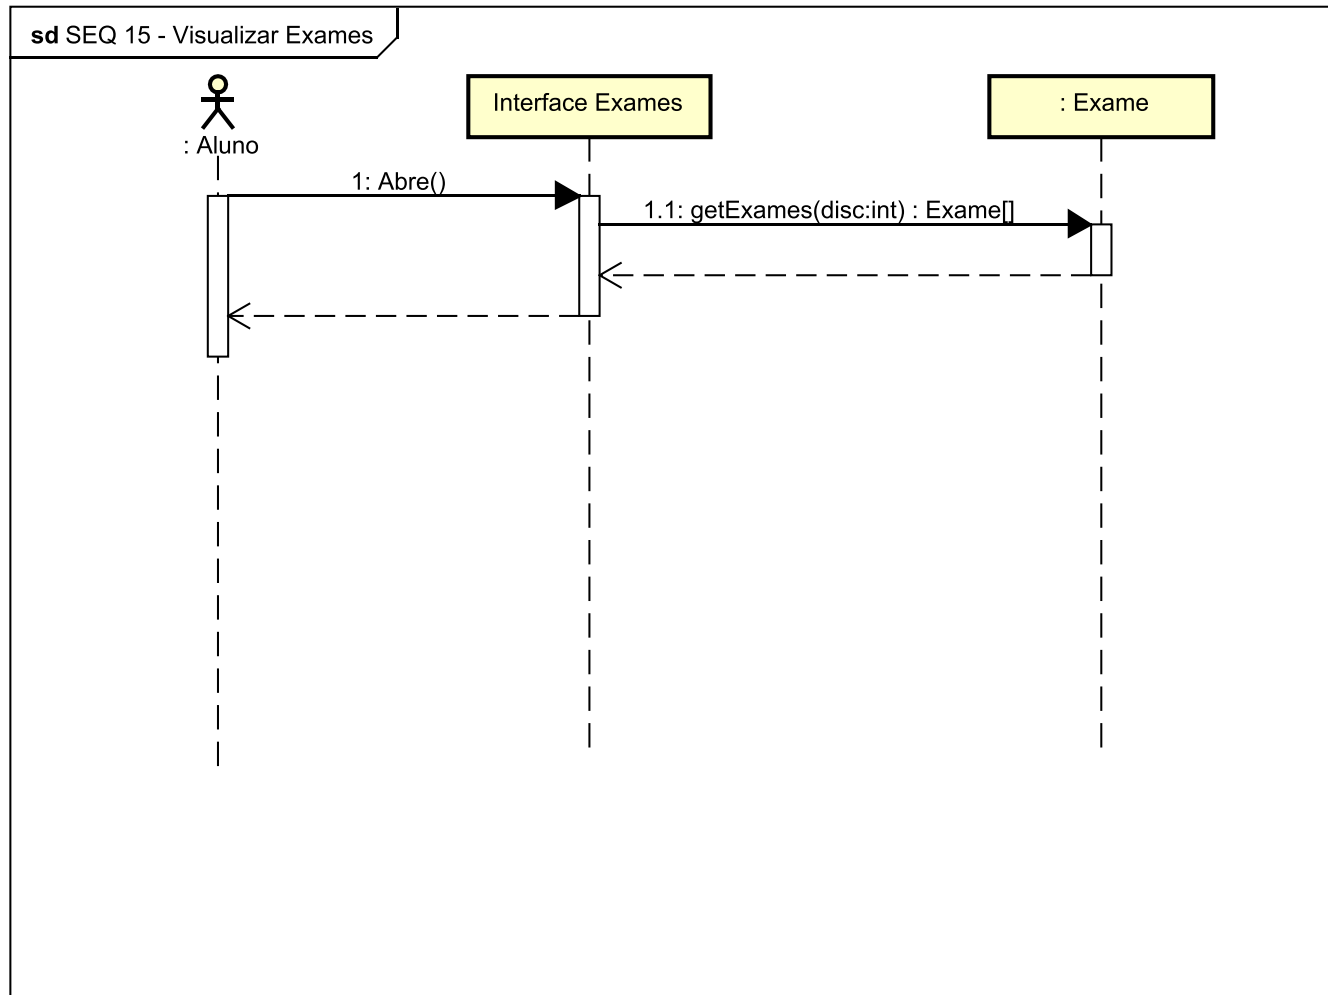 sd SEQ 15 - Visualizar Exames
: Aluno
Interface Exames
: Exame
1: Abre()
1.1: getExames(disc:int) : Exame[]